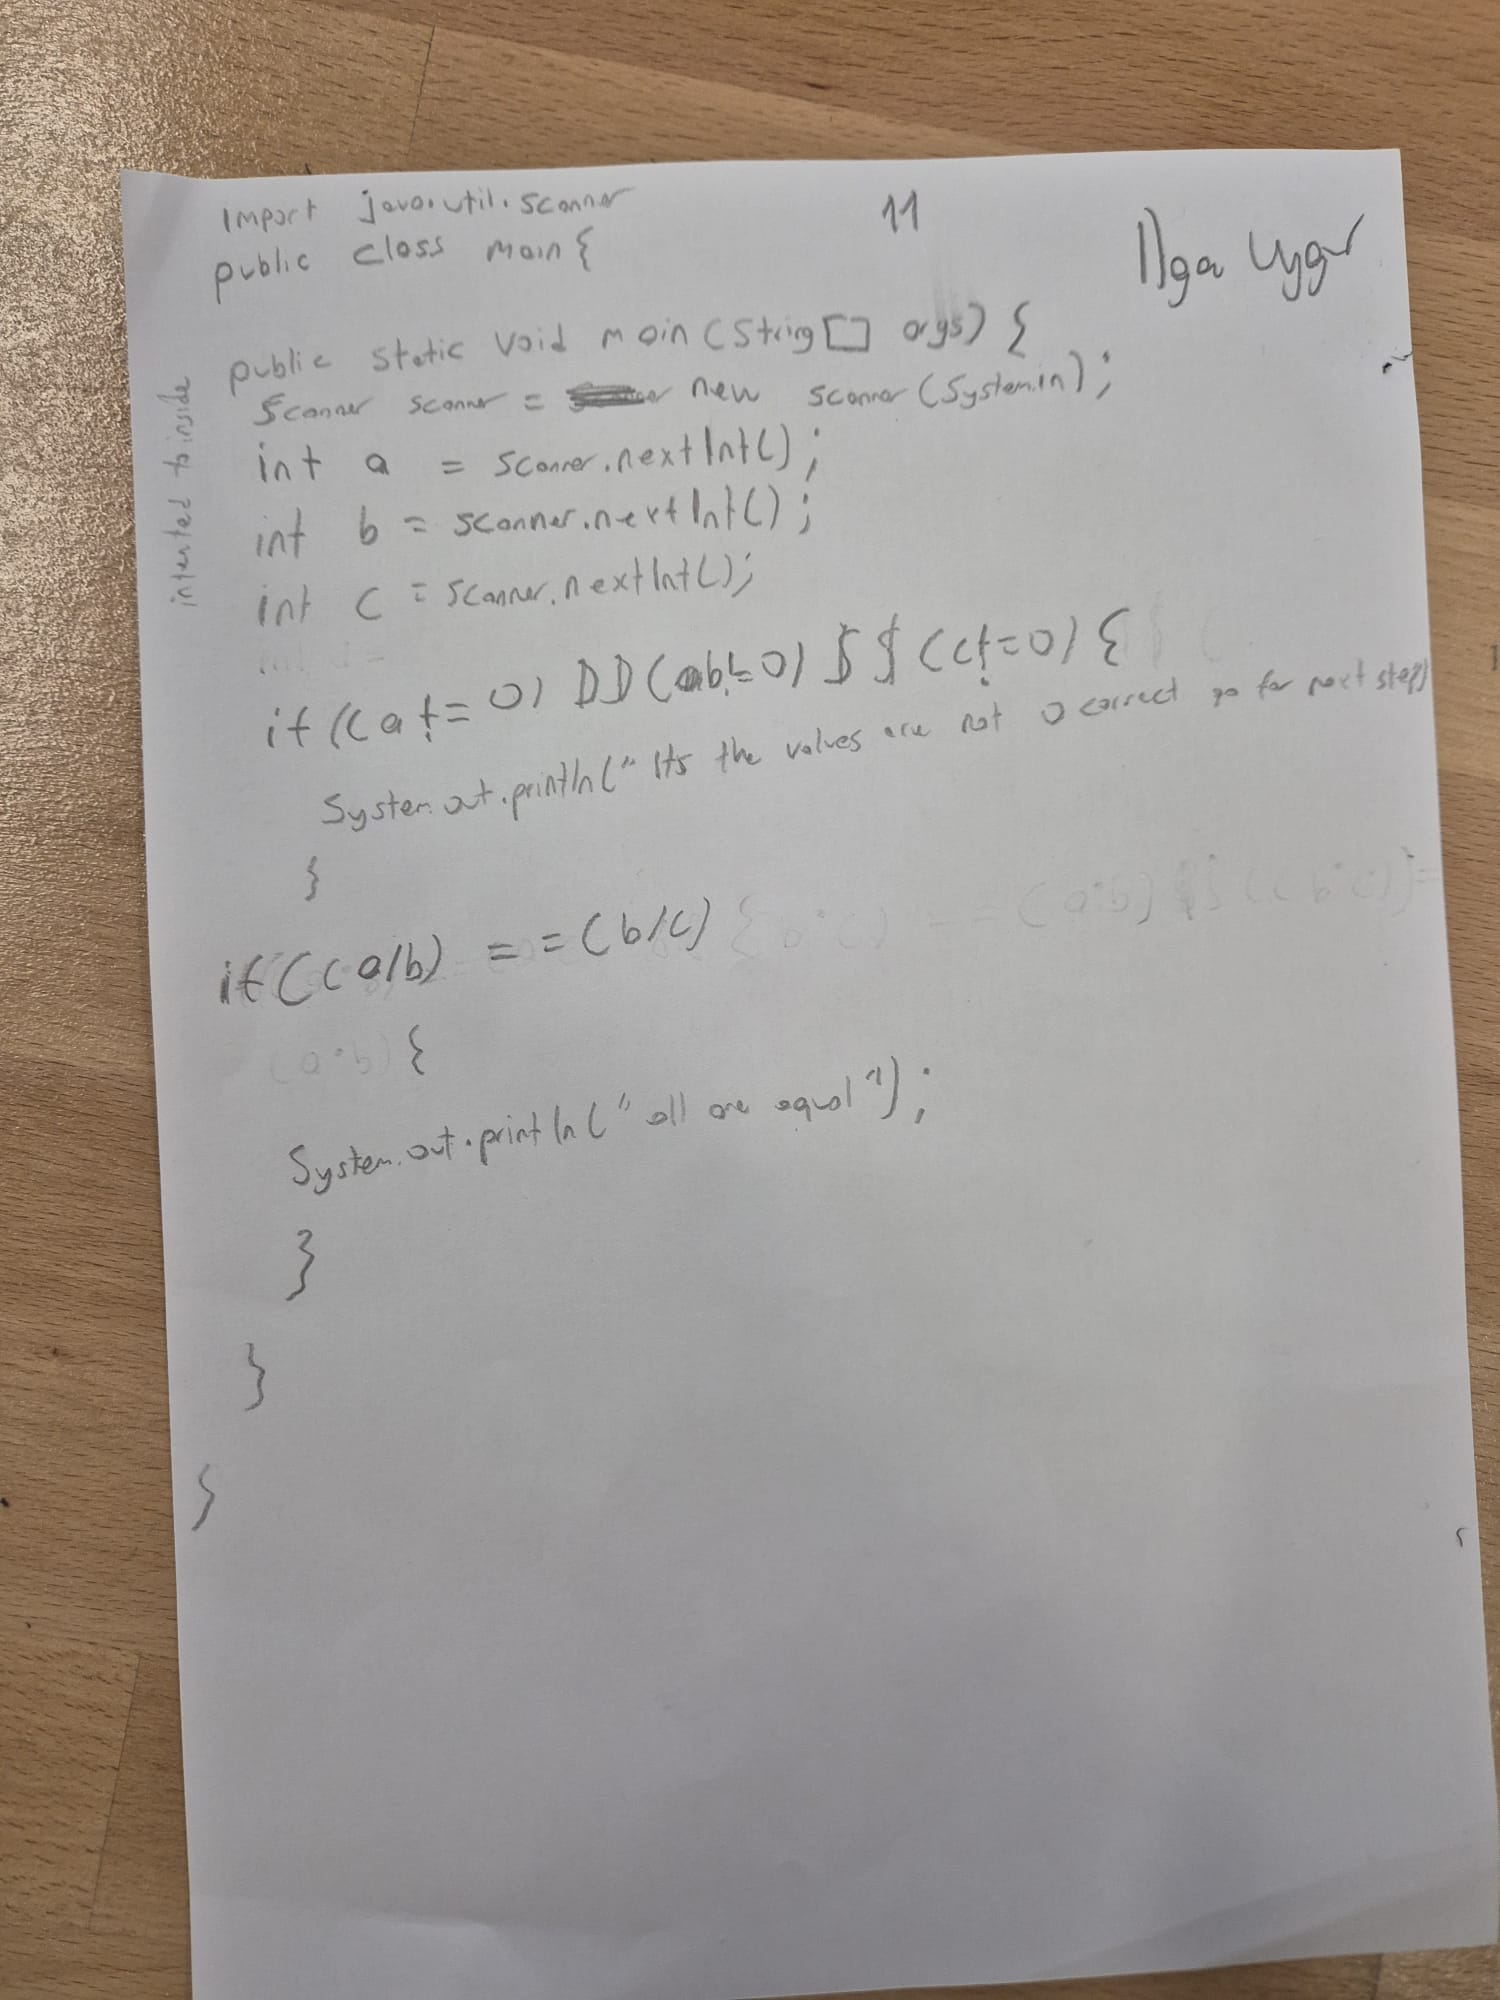 11
Ilga Uygur
import java.util.scanner
public class main {
intented to inside
public static void main (String [] args) {
Scanner scanner = new scanner (System.in);
int a = scanner.nextInt();
int b = scanner.nextInt();
int c = scanner.nextInt();
if ((a != 0) DD (ab != 0) $ $ (c != 0) {
System.out.println(" Its the values are not 0 correct go for next step)
}
if ((a/b) == (b/c)
{
System.out.println (" all are equal ");
}
}
}